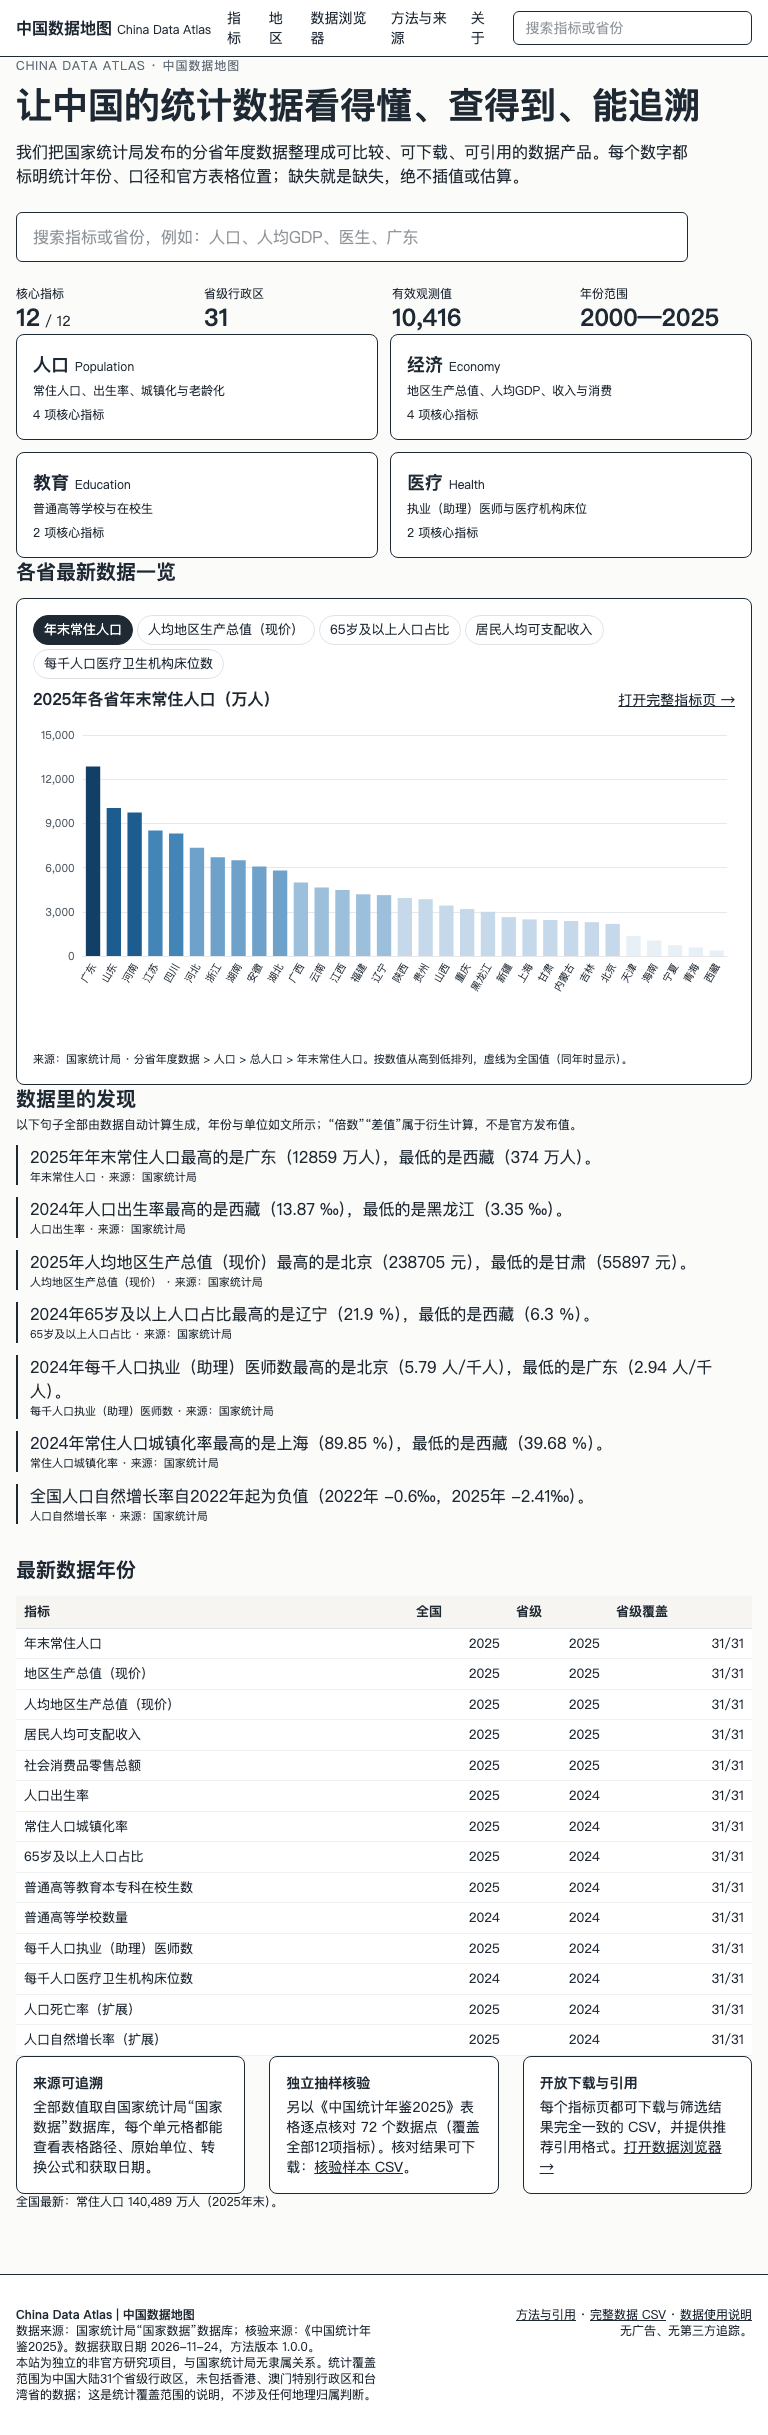 中国数据地图 China Data Atlas
指标
地区
数据浏览器
方法与来源
关于
搜索指标或省份
CHINA DATA ATLAS · 中国数据地图
让中国的统计数据看得懂、查得到、能追溯
我们把国家统计局发布的分省年度数据整理成可比较、可下载、可引用的数据产品。每个数字都
标明统计年份、口径和官方表格位置；缺失就是缺失，绝不插值或估算。
搜索指标或省份，例如：人口、人均GDP、医生、广东
核心指标
12 / 12
省级行政区
31
有效观测值
10,416
年份范围
2000—2025
人口 Population
常住人口、出生率、城镇化与老龄化
4 项核心指标
经济 Economy
地区生产总值、人均GDP、收入与消费
4 项核心指标
教育 Education
普通高等学校与在校生
2 项核心指标
医疗 Health
执业（助理）医师与医疗机构床位
2 项核心指标
各省最新数据一览
年末常住人口 人均地区生产总值（现价） 65岁及以上人口占比 居民人均可支配收入
每千人口医疗卫生机构床位数
2025年各省年末常住人口（万人）
打开完整指标页 →
15,000
12,000
9,000
6,000
3,000
0
广东 山东 河南 江苏 四川 河北 浙江 湖南 安徽 湖北 广西 云南 江西 福建 辽宁 陕西 贵州 山西 重庆 黑龙江 新疆 上海 甘肃 内蒙古 吉林 北京 天津 海南 宁夏 青海 西藏
来源：国家统计局 · 分省年度数据 > 人口 > 总人口 > 年末常住人口。按数值从高到低排列，虚线为全国值（同年时显示）。
数据里的发现
以下句子全部由数据自动计算生成，年份与单位如文所示；“倍数”“差值”属于衍生计算，不是官方发布值。
2025年年末常住人口最高的是广东（12859 万人），最低的是西藏（374 万人）。
年末常住人口 · 来源：国家统计局
2024年人口出生率最高的是西藏（13.87 ‰），最低的是黑龙江（3.35 ‰）。
人口出生率 · 来源：国家统计局
2025年人均地区生产总值（现价）最高的是北京（238705 元），最低的是甘肃（55897 元）。
人均地区生产总值（现价） · 来源：国家统计局
2024年65岁及以上人口占比最高的是辽宁（21.9 %），最低的是西藏（6.3 %）。
65岁及以上人口占比 · 来源：国家统计局
2024年每千人口执业（助理）医师数最高的是北京（5.79 人/千人），最低的是广东（2.94 人/千
人）。
每千人口执业（助理）医师数 · 来源：国家统计局
2024年常住人口城镇化率最高的是上海（89.85 %），最低的是西藏（39.68 %）。
常住人口城镇化率 · 来源：国家统计局
全国人口自然增长率自2022年起为负值（2022年 −0.6‰，2025年 −2.41‰）。
人口自然增长率 · 来源：国家统计局
最新数据年份
指标 全国 省级 省级覆盖
年末常住人口 2025 2025 31/31
地区生产总值（现价） 2025 2025 31/31
人均地区生产总值（现价） 2025 2025 31/31
居民人均可支配收入 2025 2025 31/31
社会消费品零售总额 2025 2025 31/31
人口出生率 2025 2024 31/31
常住人口城镇化率 2025 2024 31/31
65岁及以上人口占比 2025 2024 31/31
普通高等教育本专科在校生数 2025 2024 31/31
普通高等学校数量 2024 2024 31/31
每千人口执业（助理）医师数 2025 2024 31/31
每千人口医疗卫生机构床位数 2024 2024 31/31
人口死亡率（扩展） 2025 2024 31/31
人口自然增长率（扩展） 2025 2024 31/31
来源可追溯
全部数值取自国家统计局“国家
数据”数据库，每个单元格都能
查看表格路径、原始单位、转
换公式和获取日期。
独立抽样核验
另以《中国统计年鉴2025》表
格逐点核对 72 个数据点（覆盖
全部12项指标）。核对结果可下
载：核验样本 CSV。
开放下载与引用
每个指标页都可下载与筛选结
果完全一致的 CSV，并提供推
荐引用格式。打开数据浏览器
→
全国最新：常住人口 140,489 万人（2025年末）。
China Data Atlas | 中国数据地图
数据来源：国家统计局“国家数据”数据库；核验来源：《中国统计年
鉴2025》。数据获取日期 2026-11-24，方法版本 1.0.0。
本站为独立的非官方研究项目，与国家统计局无隶属关系。统计覆盖
范围为中国大陆31个省级行政区，未包括香港、澳门特别行政区和台
湾省的数据；这是统计覆盖范围的说明，不涉及任何地理归属判断。
方法与引用 · 完整数据 CSV · 数据使用说明
无广告、无第三方追踪。